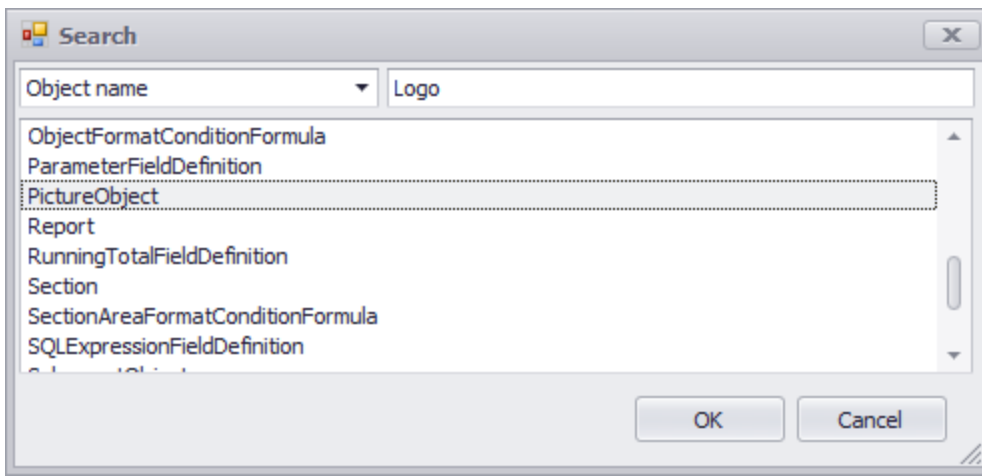 Search
Object name
Logo
ObjectFormatConditionFormula
ParameterFieldDefinition
PictureObject
Report
RunningTotalFieldDefinition
Section
SectionAreaFormatConditionFormula
SQLExpressionFieldDefinition
OK
Cancel